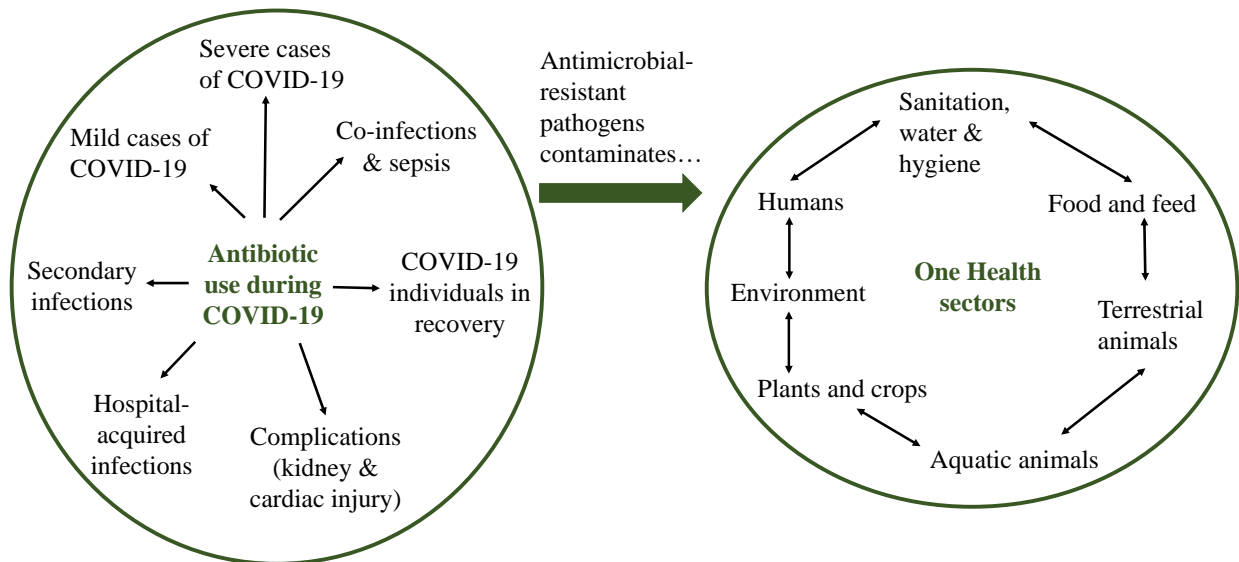 Severe cases
of COVID-19
Mild cases of
COVID-19
Co-infections
& sepsis
Secondary
infections
Antibiotic
use during
COVID-19
COVID-19
individuals in
recovery
Hospital-
acquired
infections
Complications
(kidney &
cardiac injury)
Antimicrobial-
resistant
pathogens
contaminates…
Sanitation,
water &
hygiene
Humans
Food and feed
Environment
One Health
sectors
Terrestrial
animals
Plants and crops
Aquatic animals